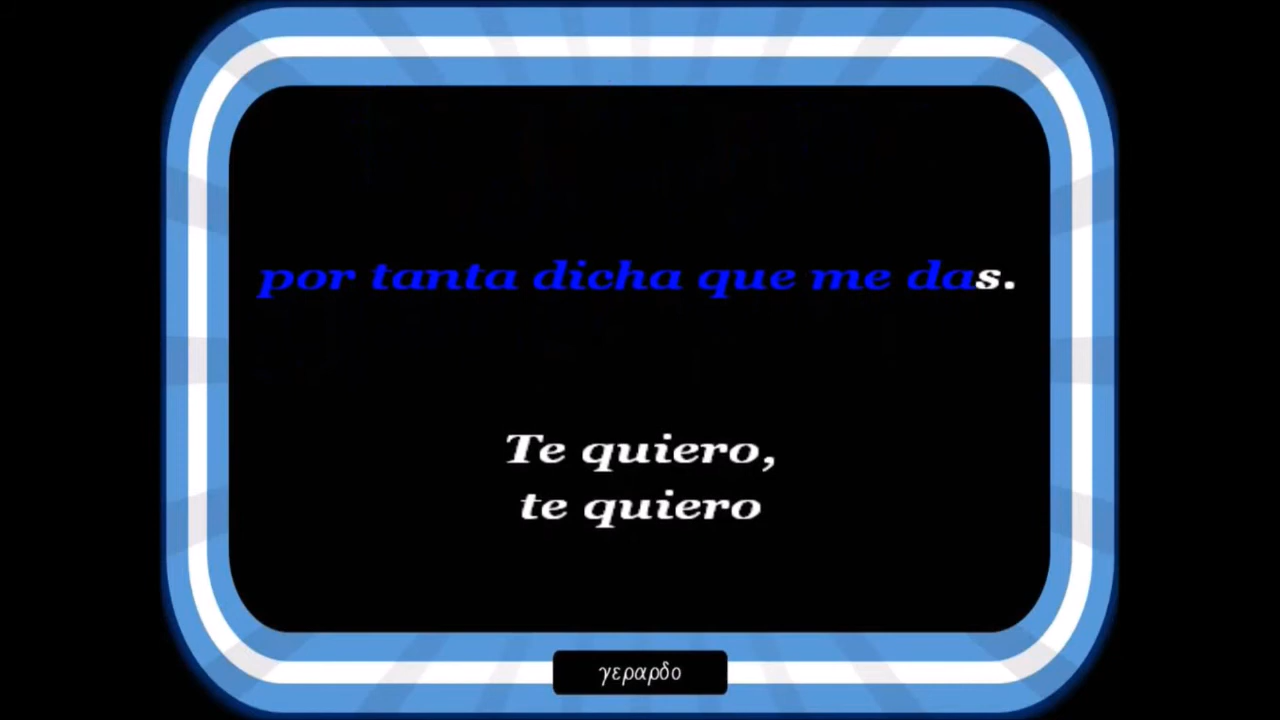 por tanta dicha que me das.
Te quiero,
te quiero
γεραρδο